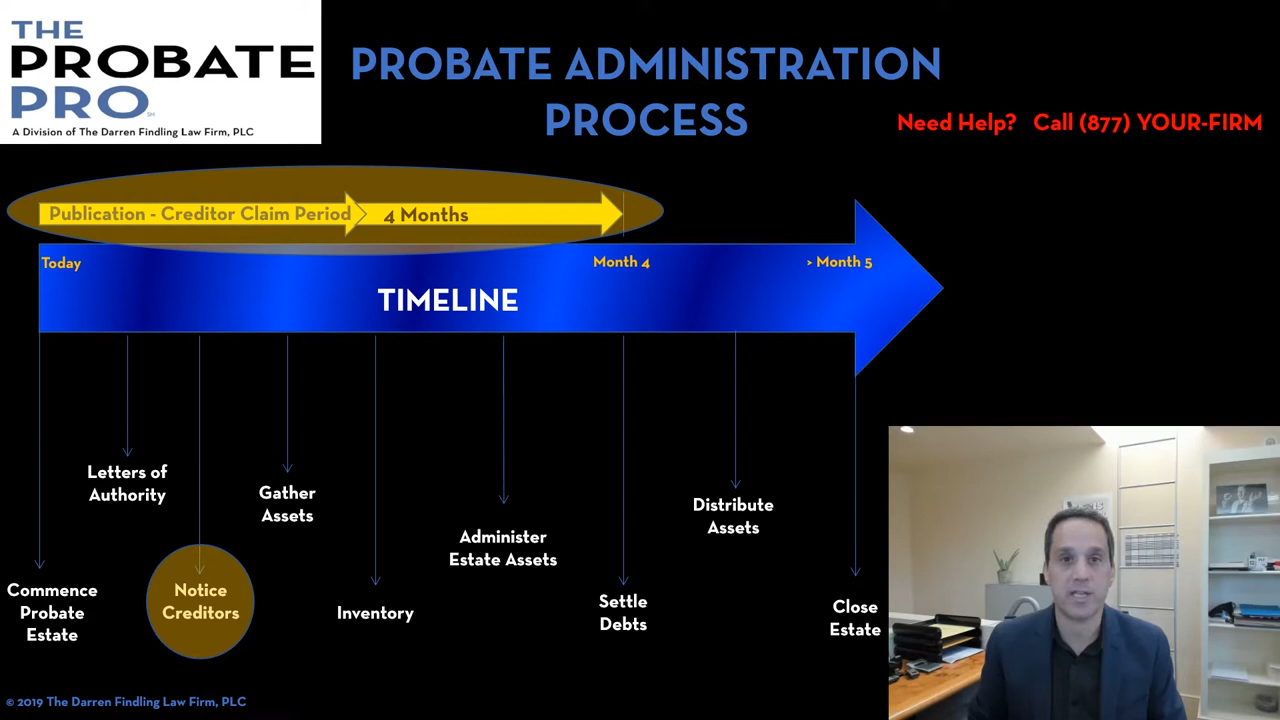 THE
PROBATE
PRO
SM
A Division of The Darren Findling Law Firm, PLC
PROBATE ADMINISTRATION
PROCESS
Need Help? Call (877) YOUR-FIRM
Publication - Creditor Claim Period
4 Months
Today
Month 4
> Month 5
TIMELINE
Letters of
Authority
Gather
Assets
Distribute
Assets
Administer
Estate Assets
Commence
Probate
Estate
Notice
Creditors
Inventory
Settle
Debts
Close
Estate
© 2019 The Darren Findling Law Firm, PLC